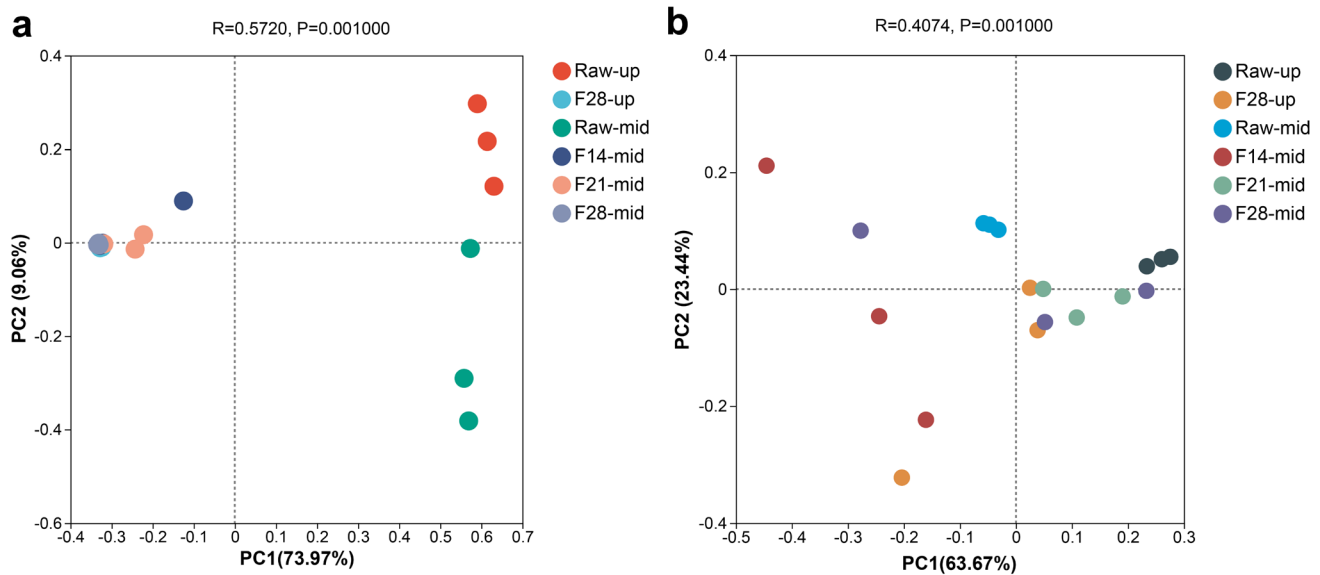 a
R=0.5720, P=0.001000
0.4
0.2
0
-0.2
-0.4
-0.6
PC2 (9.06%)
-0.4 -0.3 -0.2 -0.1 0 0.1 0.2 0.3 0.4 0.5 0.6 0.7
PC1(73.97%)
Raw-up
F28-up
Raw-mid
F14-mid
F21-mid
F28-mid
b
R=0.4074, P=0.001000
0.4
0.2
0
-0.2
-0.4
PC2 (23.44%)
-0.5 -0.4 -0.3 -0.2 -0.1 0 0.1 0.2 0.3
PC1(63.67%)
Raw-up
F28-up
Raw-mid
F14-mid
F21-mid
F28-mid